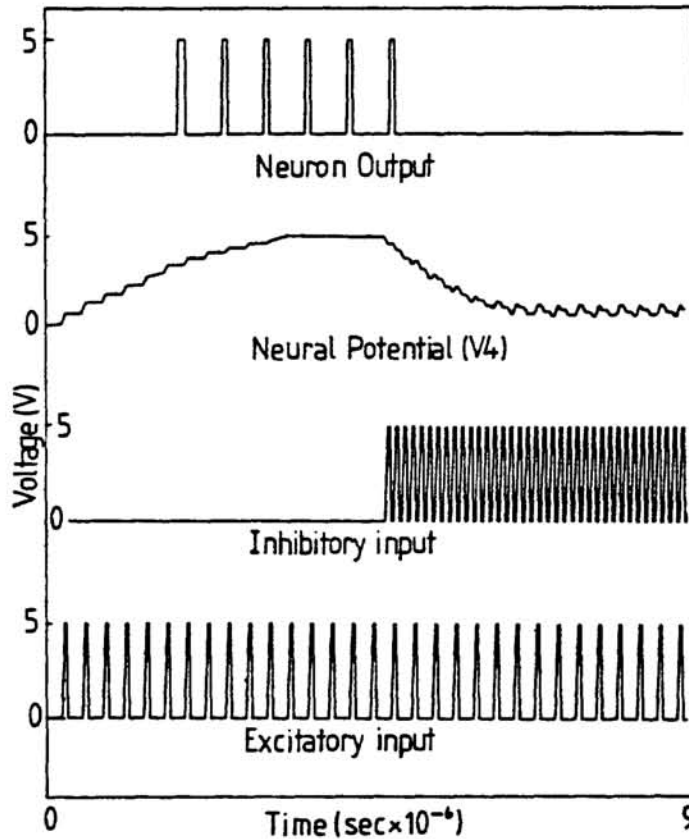 5
0
Neuron Output
5
0
Neural Potential (V4)
Voltage (V)
5
0
Inhibitory input
5
0
Excitatory input
0
Time (sec×10⁻⁶)
9